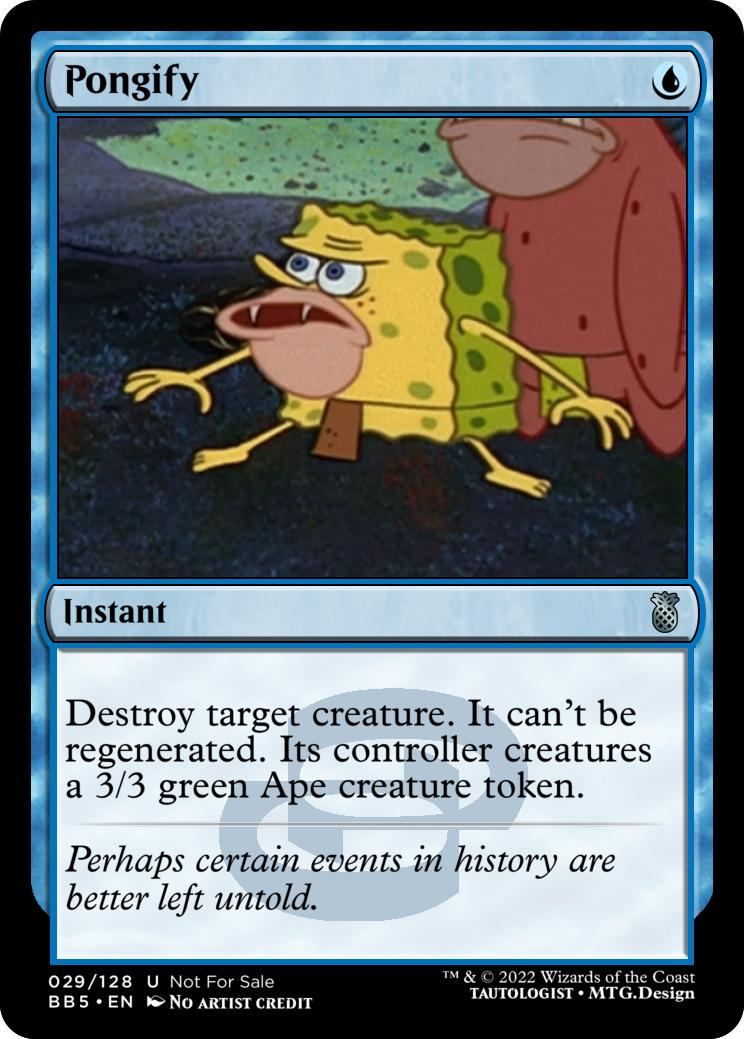 Pongify
Instant
Destroy target creature. It can't be
regenerated. Its controller creatures
a 3/3 green Ape creature token.
Perhaps certain events in history are
better left untold.
029/128 U Not For Sale
BB5 • EN No artist credit
™ & © 2022 Wizards of the Coast
TAUTOLOGIST • MTG.Design